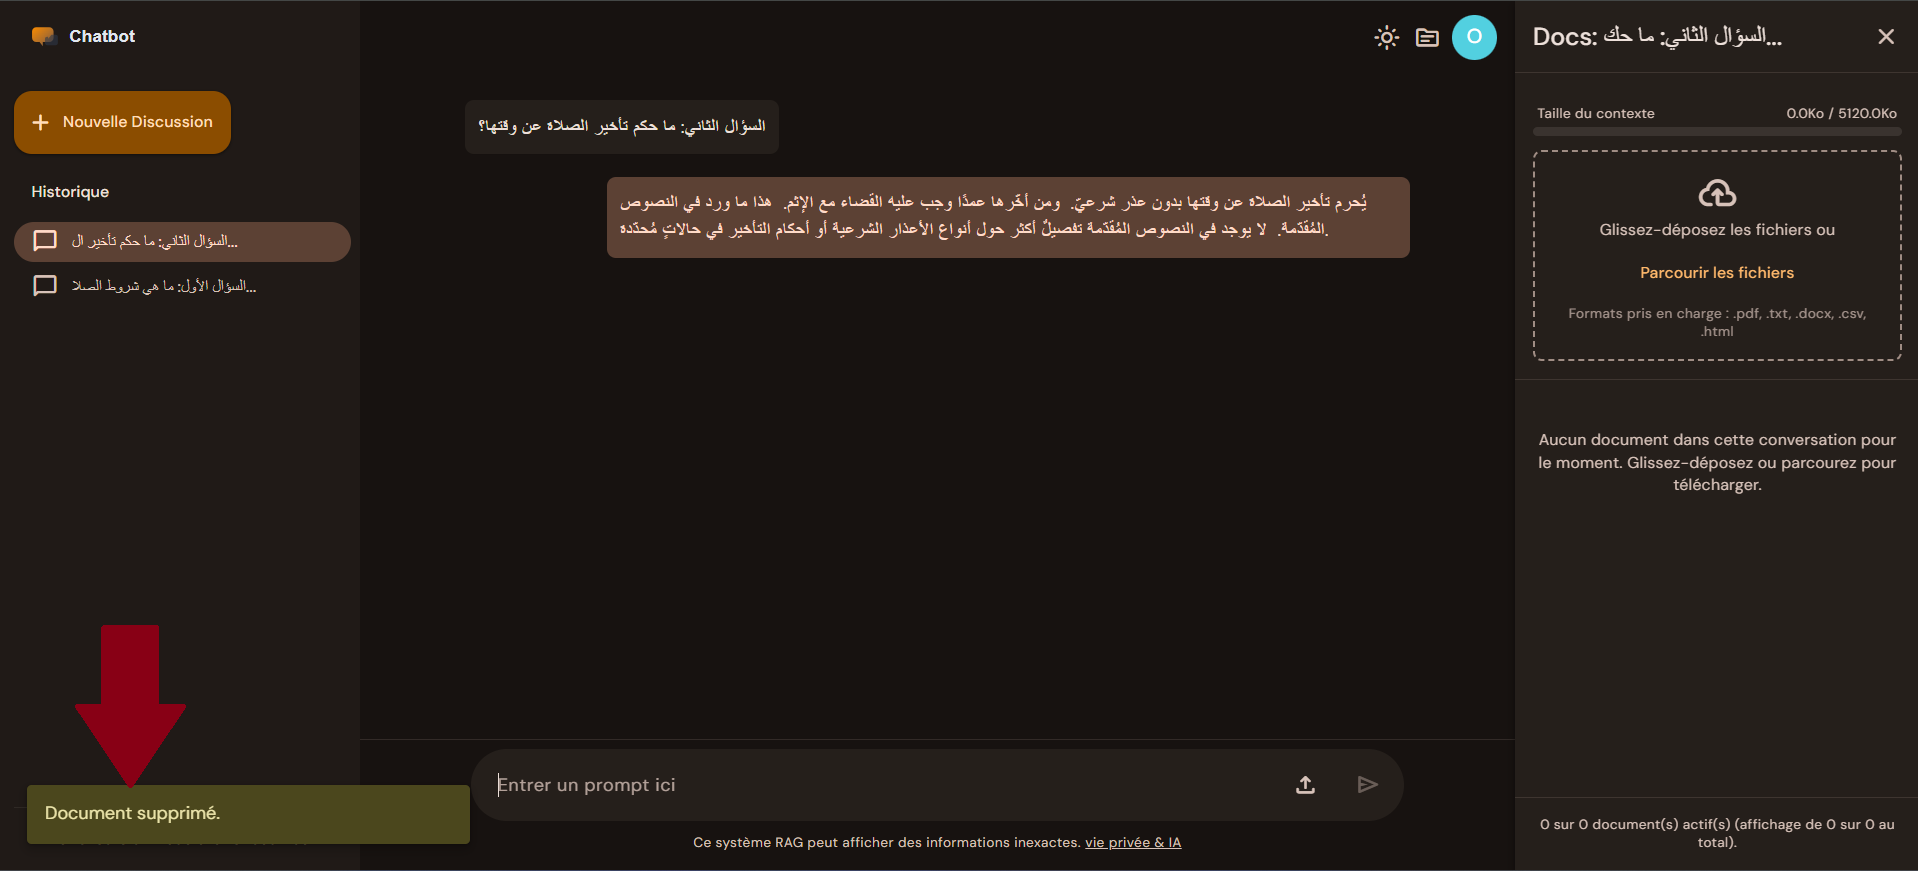 Chatbot
Nouvelle Discussion
Historique
السؤال الثاني: ما حكم تأخير ال...
السؤال الأول: ما هي شروط الصلا...
السؤال الثاني: ما حكم تأخير الصلاة عن وقتها؟
يُحرم تأخير الصلاة عن وقتها بدون عذر شرعيّ. ومن أخّرها عمدًا وجب عليه القضاء مع الإثم. هذا ما ورد في النصوص
المُقدّمة. لا يوجد في النصوص المُقدّمة تفصيلٌ أكثر حول أنواع الأعذار الشرعية أو أحكام التأخير في حالاتٍ مُحدّدة.
Document supprimé.
Entrer un prompt ici
Ce système RAG peut afficher des informations inexactes. vie privée & IA
O
Docs: السؤال الثاني: ما حك...
Taille du contexte 0.0Ko / 5120.0Ko
Glissez-déposez les fichiers ou
Parcourir les fichiers
Formats pris en charge : .pdf, .txt, .docx, .csv,
.html
Aucun document dans cette conversation pour
le moment. Glissez-déposez ou parcourez pour
télécharger.
0 sur 0 document(s) actif(s) (affichage de 0 sur 0 au
total).